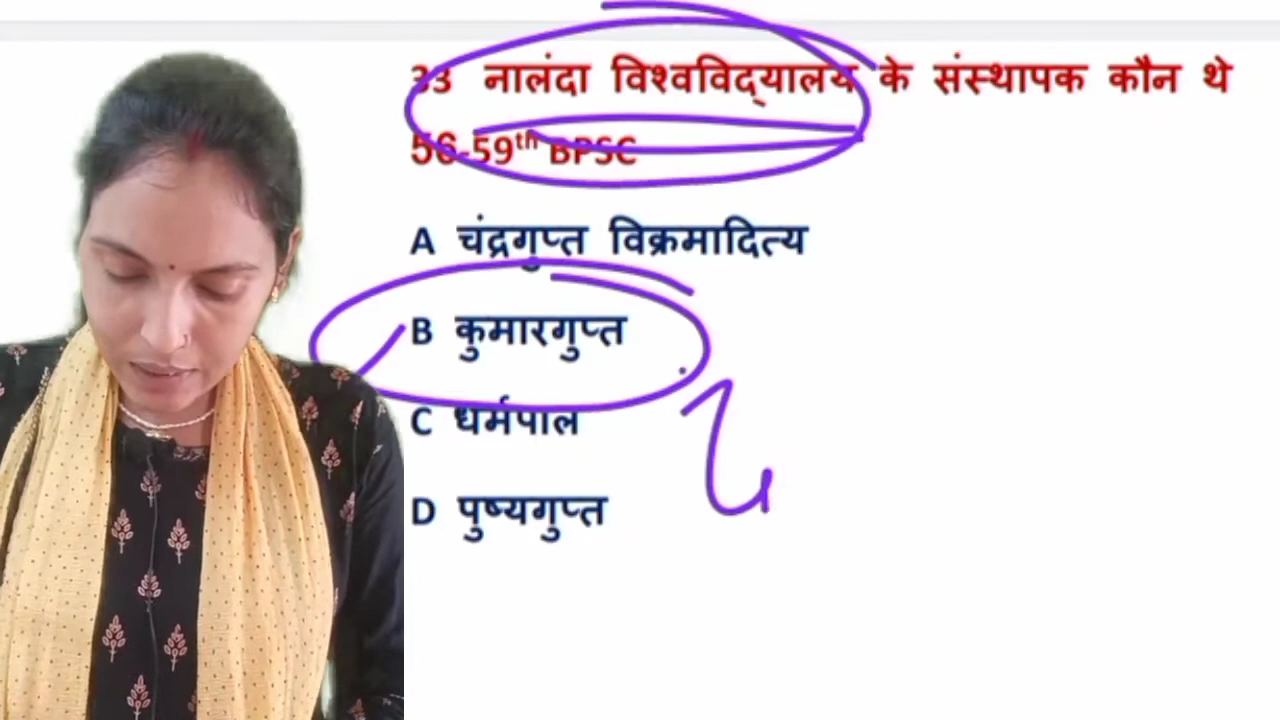 33 नालंदा विश्वविद्यालय के संस्थापक कौन थे
56-59th BPSC
A चंद्रगुप्त विक्रमादित्य
B कुमारगुप्त
C धर्मपाल
D पुष्यगुप्त